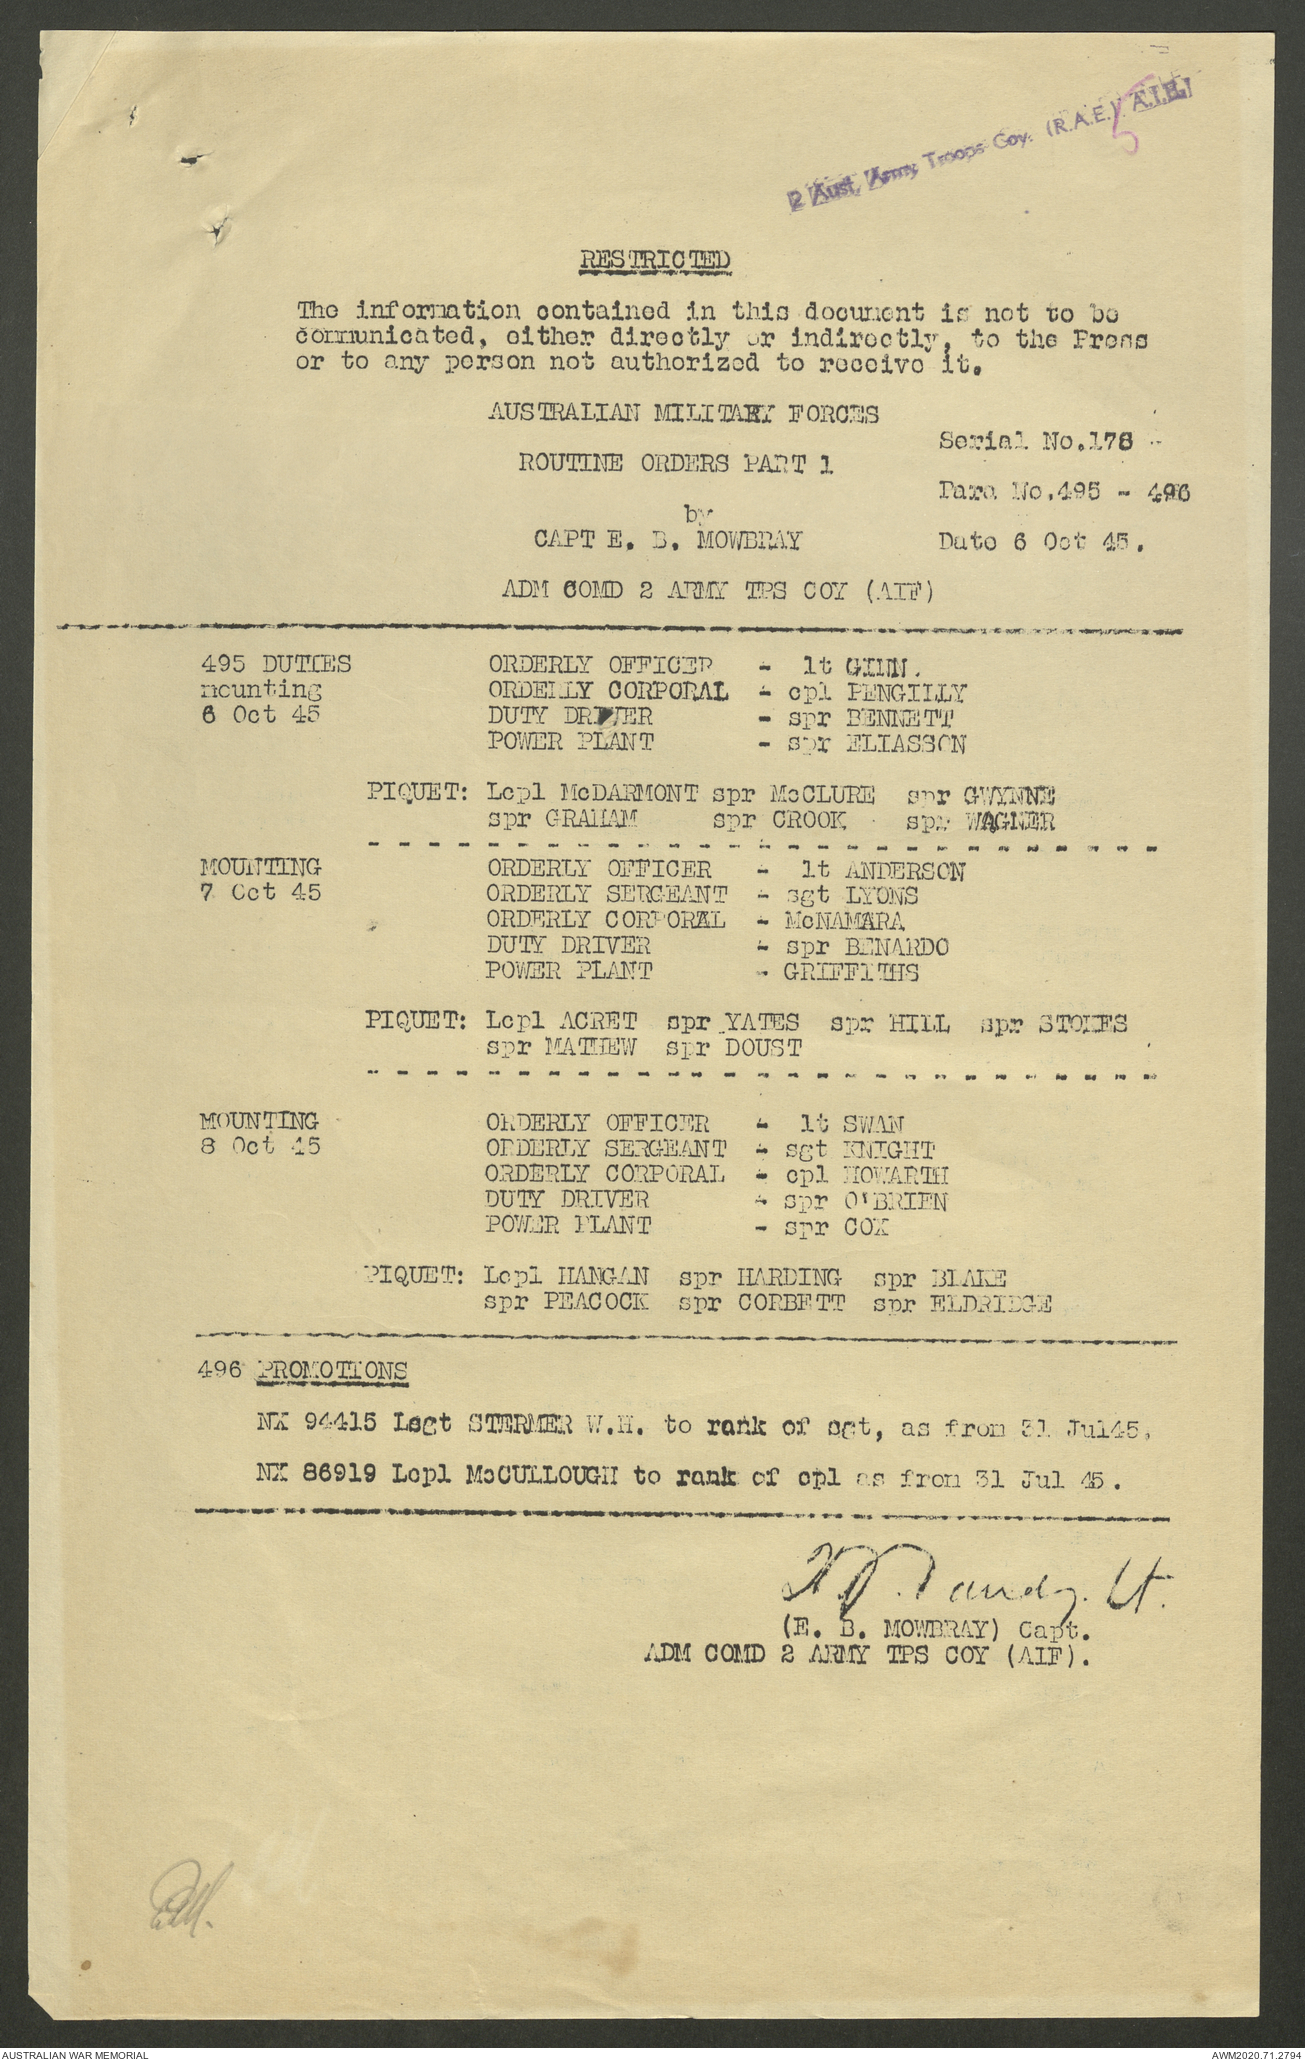 2 Aust. Army Troops Coy. (R.A.E.) A.I.F.
5
RESTRICTED
The information contained in this document is not to be
communicated, either directly or indirectly, to the Press
or to any person not authorized to receive it.
AUSTRALIAN MILITARY FORCES
Serial No.178 -
ROUTINE ORDERS PART 1
Para No.495 - 496
by
CAPT E. B. MOWBRAY Date 6 Oct 45.
ADM COMD 2 ARMY TPS COY (AIF)
495 DUTIES ORDERLY OFFICER - lt GINN.
mounting ORDERLY CORPORAL - cpl PENGILLY
6 Oct 45 DUTY DRIVER - spr BENNETT
POWER PLANT - spr ELIASSON
PIQUET: Lcpl McDARMONT spr McCLURE spr GWYNNE
spr GRAHAM spr CROOK spr WAGNER
MOUNTING ORDERLY OFFICER - lt ANDERSON
7 Oct 45 ORDERLY SERGEANT - sgt LYONS
ORDERLY CORPORAL - McNAMARA
DUTY DRIVER - spr BENARDO
POWER PLANT - GRIFFITHS
PIQUET: Lcpl ACRET spr YATES spr HILL spr STOKES
spr MATHEW spr DOUST
MOUNTING ORDERLY OFFICER - lt SWAN
8 Oct 45 ORDERLY SERGEANT - sgt KNIGHT
ORDERLY CORPORAL - cpl HOWARTH
DUTY DRIVER - spr O'BRIEN
POWER PLANT - spr COX
PIQUET: Lcpl HANGAN spr HARDING spr BLAKE
spr PEACOCK spr CORBETT spr ELDRIDGE
496 PROMOTIONS
NX 94415 Lsgt STERMER W.H. to rank of sgt, as from 31 Jul45.
NX 86919 Lcpl McCULLOUGH to rank of cpl as from 31 Jul 45.
Lt.
(E. B. MOWBRAY) Capt.
ADM COMD 2 ARMY TPS COY (AIF).
AUSTRALIAN WAR MEMORIAL
AWM2020.71.2794